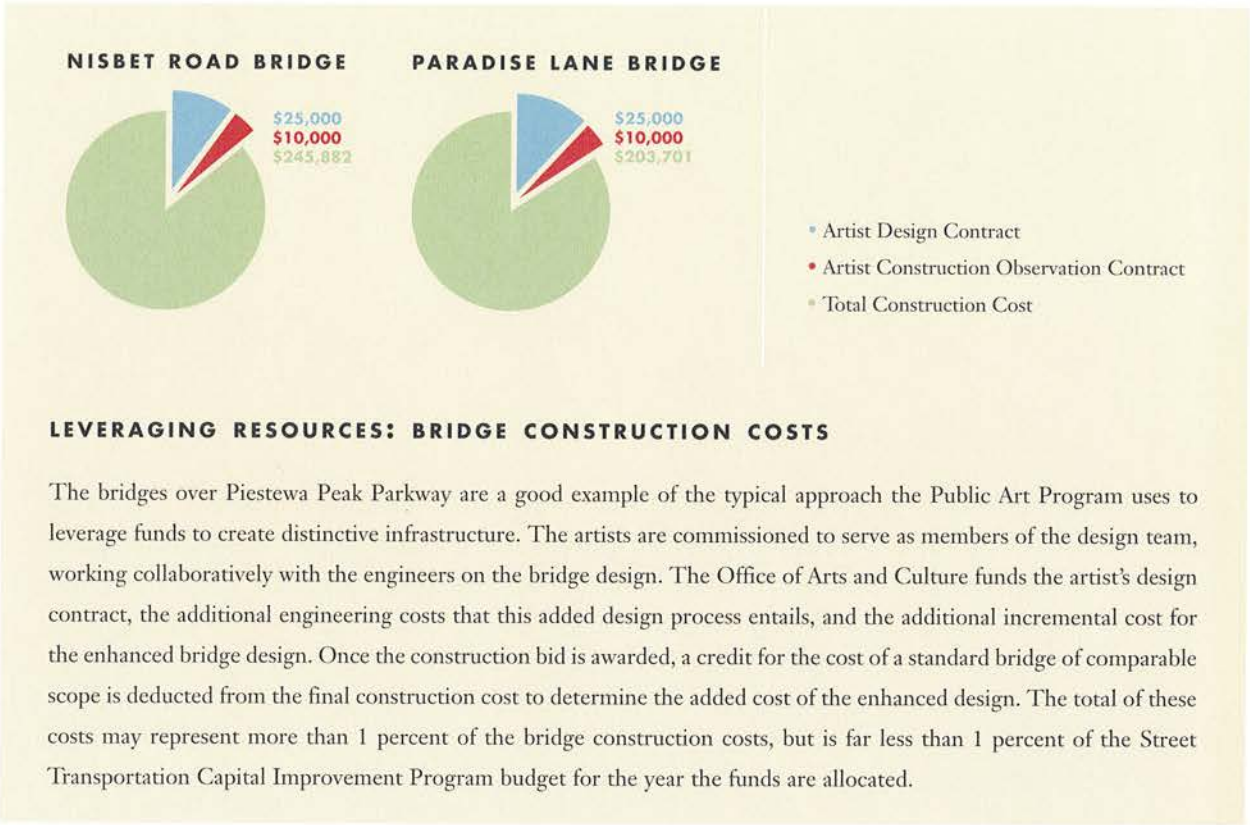 NISBET ROAD BRIDGE
$25,000
$10,000
$245,882
PARADISE LANE BRIDGE
$25,000
$10,000
$203,701
• Artist Design Contract
• Artist Construction Observation Contract
• Total Construction Cost
LEVERAGING RESOURCES: BRIDGE CONSTRUCTION COSTS
The bridges over Piestewa Peak Parkway are a good example of the typical approach the Public Art Program uses to
leverage funds to create distinctive infrastructure. The artists are commissioned to serve as members of the design team,
working collaboratively with the engineers on the bridge design. The Office of Arts and Culture funds the artist's design
contract, the additional engineering costs that this added design process entails, and the additional incremental cost for
the enhanced bridge design. Once the construction bid is awarded, a credit for the cost of a standard bridge of comparable
scope is deducted from the final construction cost to determine the added cost of the enhanced design. The total of these
costs may represent more than 1 percent of the bridge construction costs, but is far less than 1 percent of the Street
Transportation Capital Improvement Program budget for the year the funds are allocated.